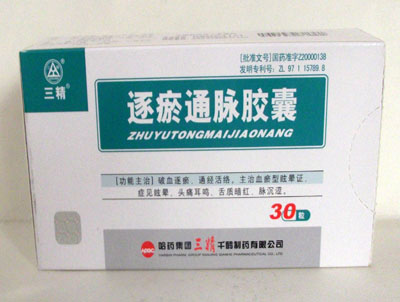 [批准文号]国药准字Z20000138
发明专利号: ZL 97 1 15789.8
三精®
逐瘀通脉胶囊
ZHUYUTONGMAIJIAONANG
[功能主治] 破血逐瘀、通经活络。主治血瘀型眩晕证,
症见眩晕、头痛耳鸣、舌质暗红、脉沉涩。
30粒
哈药集团三精千鹤制药有限公司